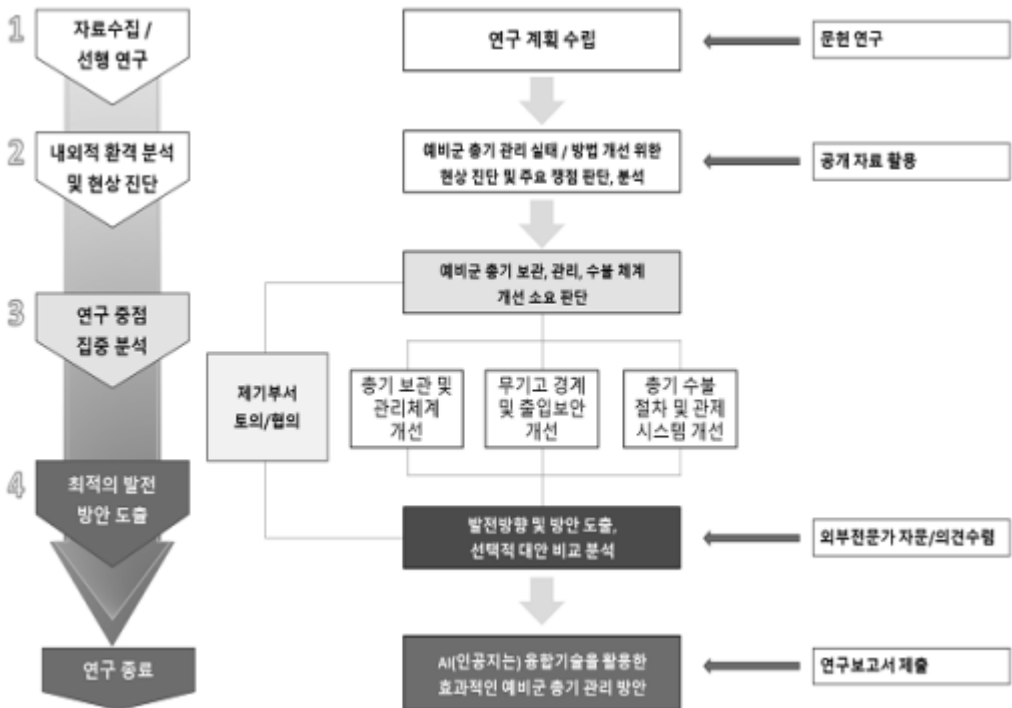 1
자료수집 /
선행 연구
연구 계획 수립
문헌 연구
2
내외적 환격 분석
및 현상 진단
예비군 총기 관리 실태 / 방법 개선 위한
현상 진단 및 주요 쟁점 판단, 분석
공개 자료 활용
3
연구 중점
집중 분석
예비군 총기 보관, 관리, 수불 체계
개선 소요 판단
제기부서
토의/협의
총기 보관 및
관리체계
개선
무기고 경계
및 출입보안
개선
총기 수불
절차 및 관제
시스템 개선
4
최적의 발전
방안 도출
발전방향 및 방안 도출,
선택적 대안 비교 분석
외부전문가 자문/의견수렴
연구 종료
AI(인공지는) 융합기술을 활용한
효과적인 예비군 총기 관리 방안
연구보고서 제출